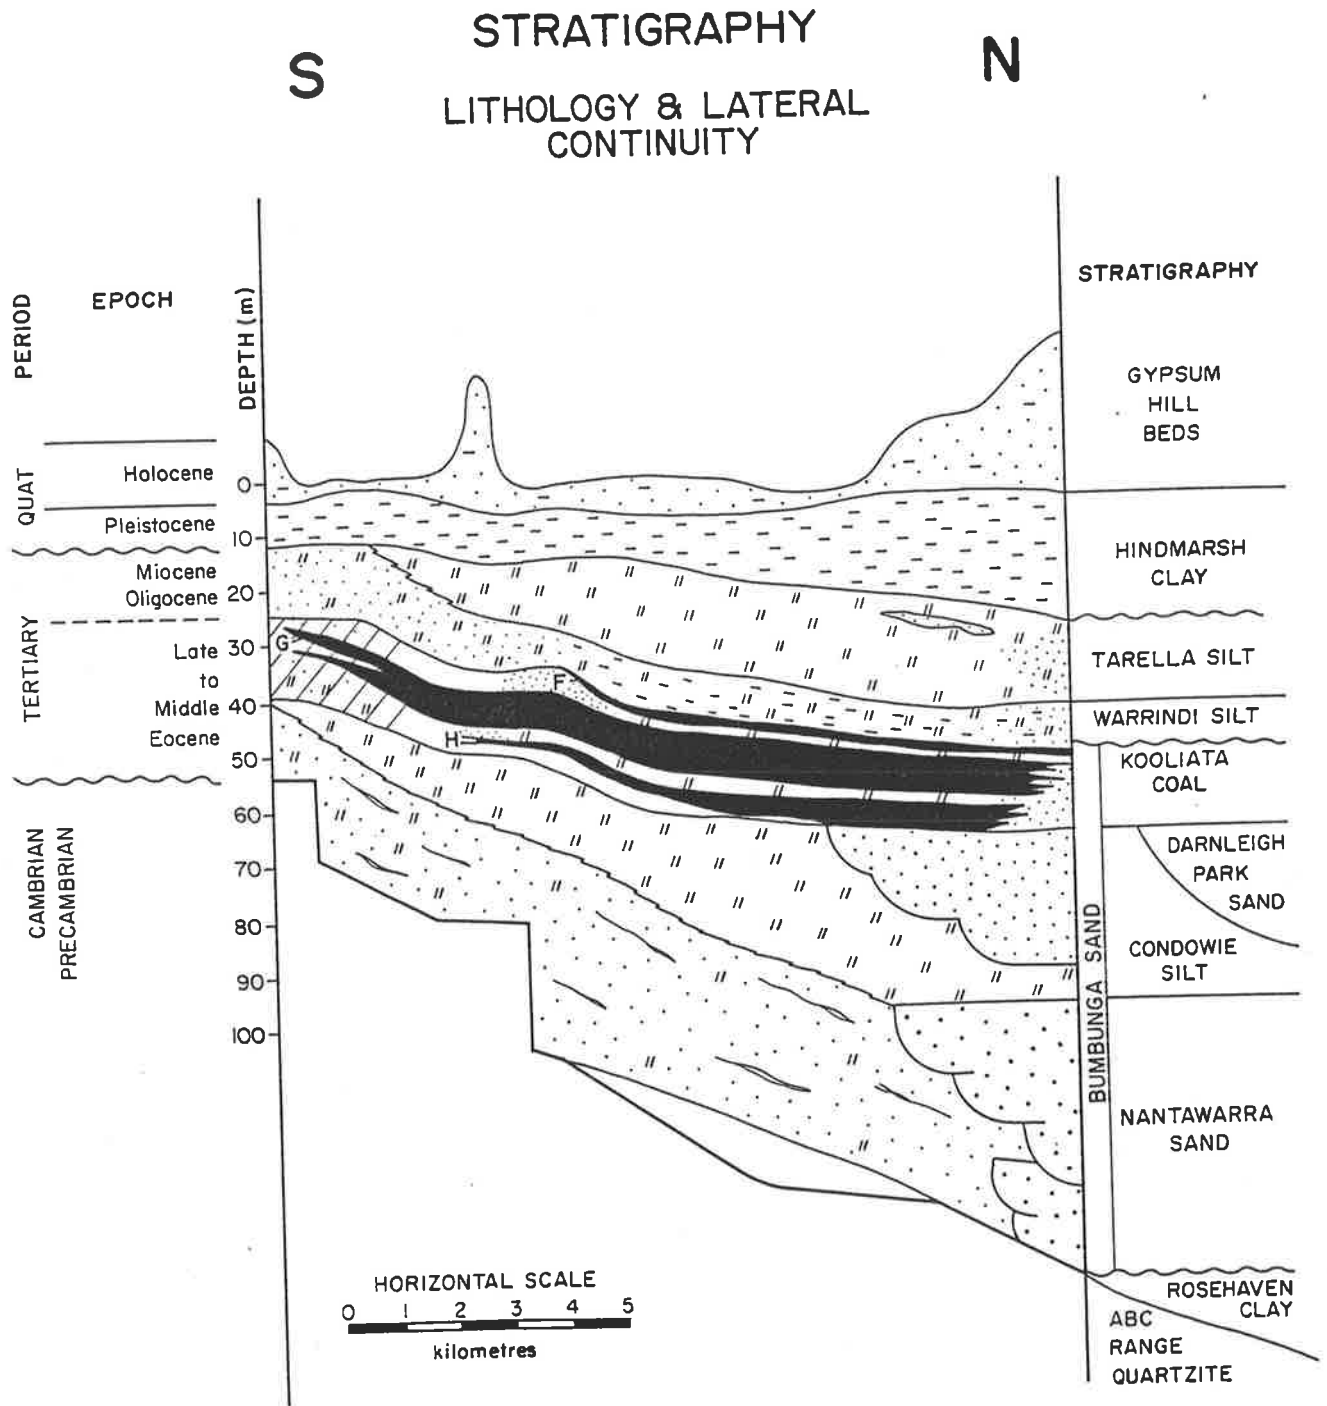 STRATIGRAPHY
S
N
LITHOLOGY & LATERAL
CONTINUITY
PERIOD
EPOCH
DEPTH (m)
STRATIGRAPHY
QUAT
Holocene
Pleistocene
TERTIARY
Miocene
Oligocene
Late
to
Middle
Eocene
CAMBRIAN
PRECAMBRIAN
0
10
20
30
40
50
60
70
80
90
100
G
F
H
GYPSUM
HILL
BEDS
HINDMARSH
CLAY
TARELLA SILT
WARRINDI SILT
KOOLIATA
COAL
DARNLEIGH
PARK
SAND
CONDOWIE
SILT
BUMBUNGA SAND
NANTAWARRA
SAND
ROSEHAVEN
CLAY
ABC
RANGE
QUARTZITE
HORIZONTAL SCALE
0 1 2 3 4 5
kilometres